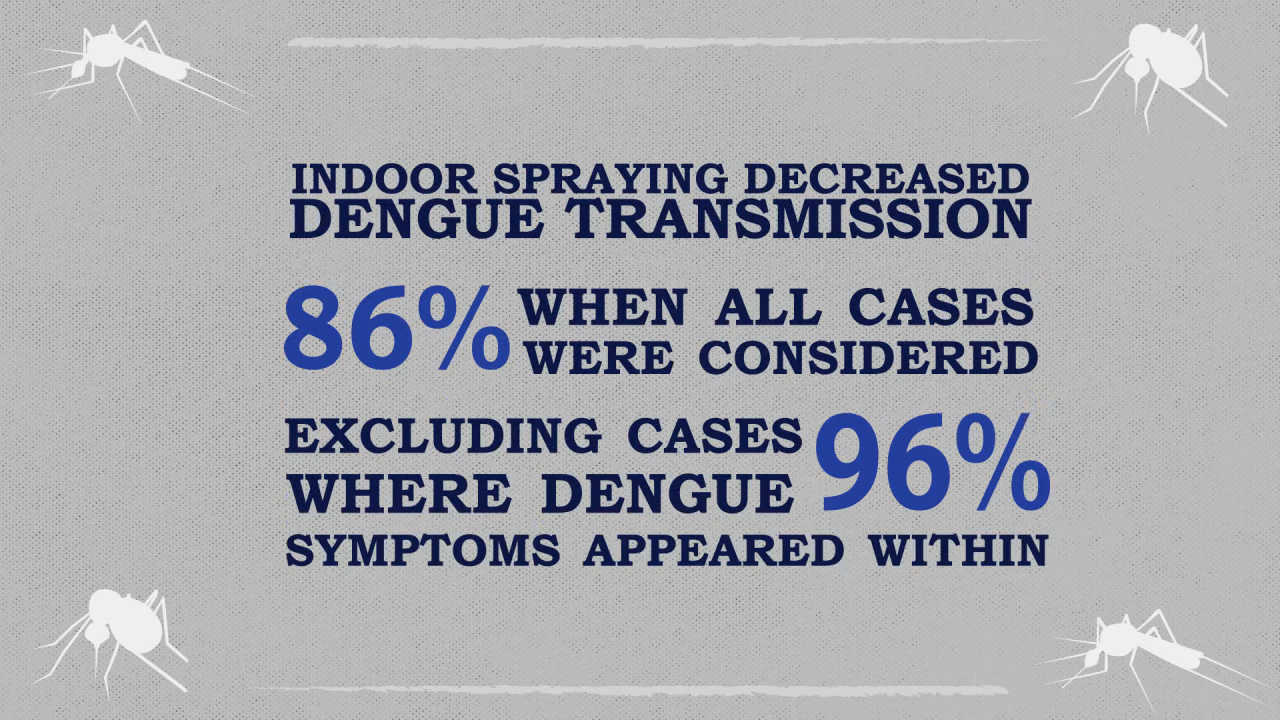 INDOOR SPRAYING DECREASED
DENGUE TRANSMISSION
86% WHEN ALL CASES
WERE CONSIDERED
EXCLUDING CASES 96%
WHERE DENGUE
SYMPTOMS APPEARED WITHIN